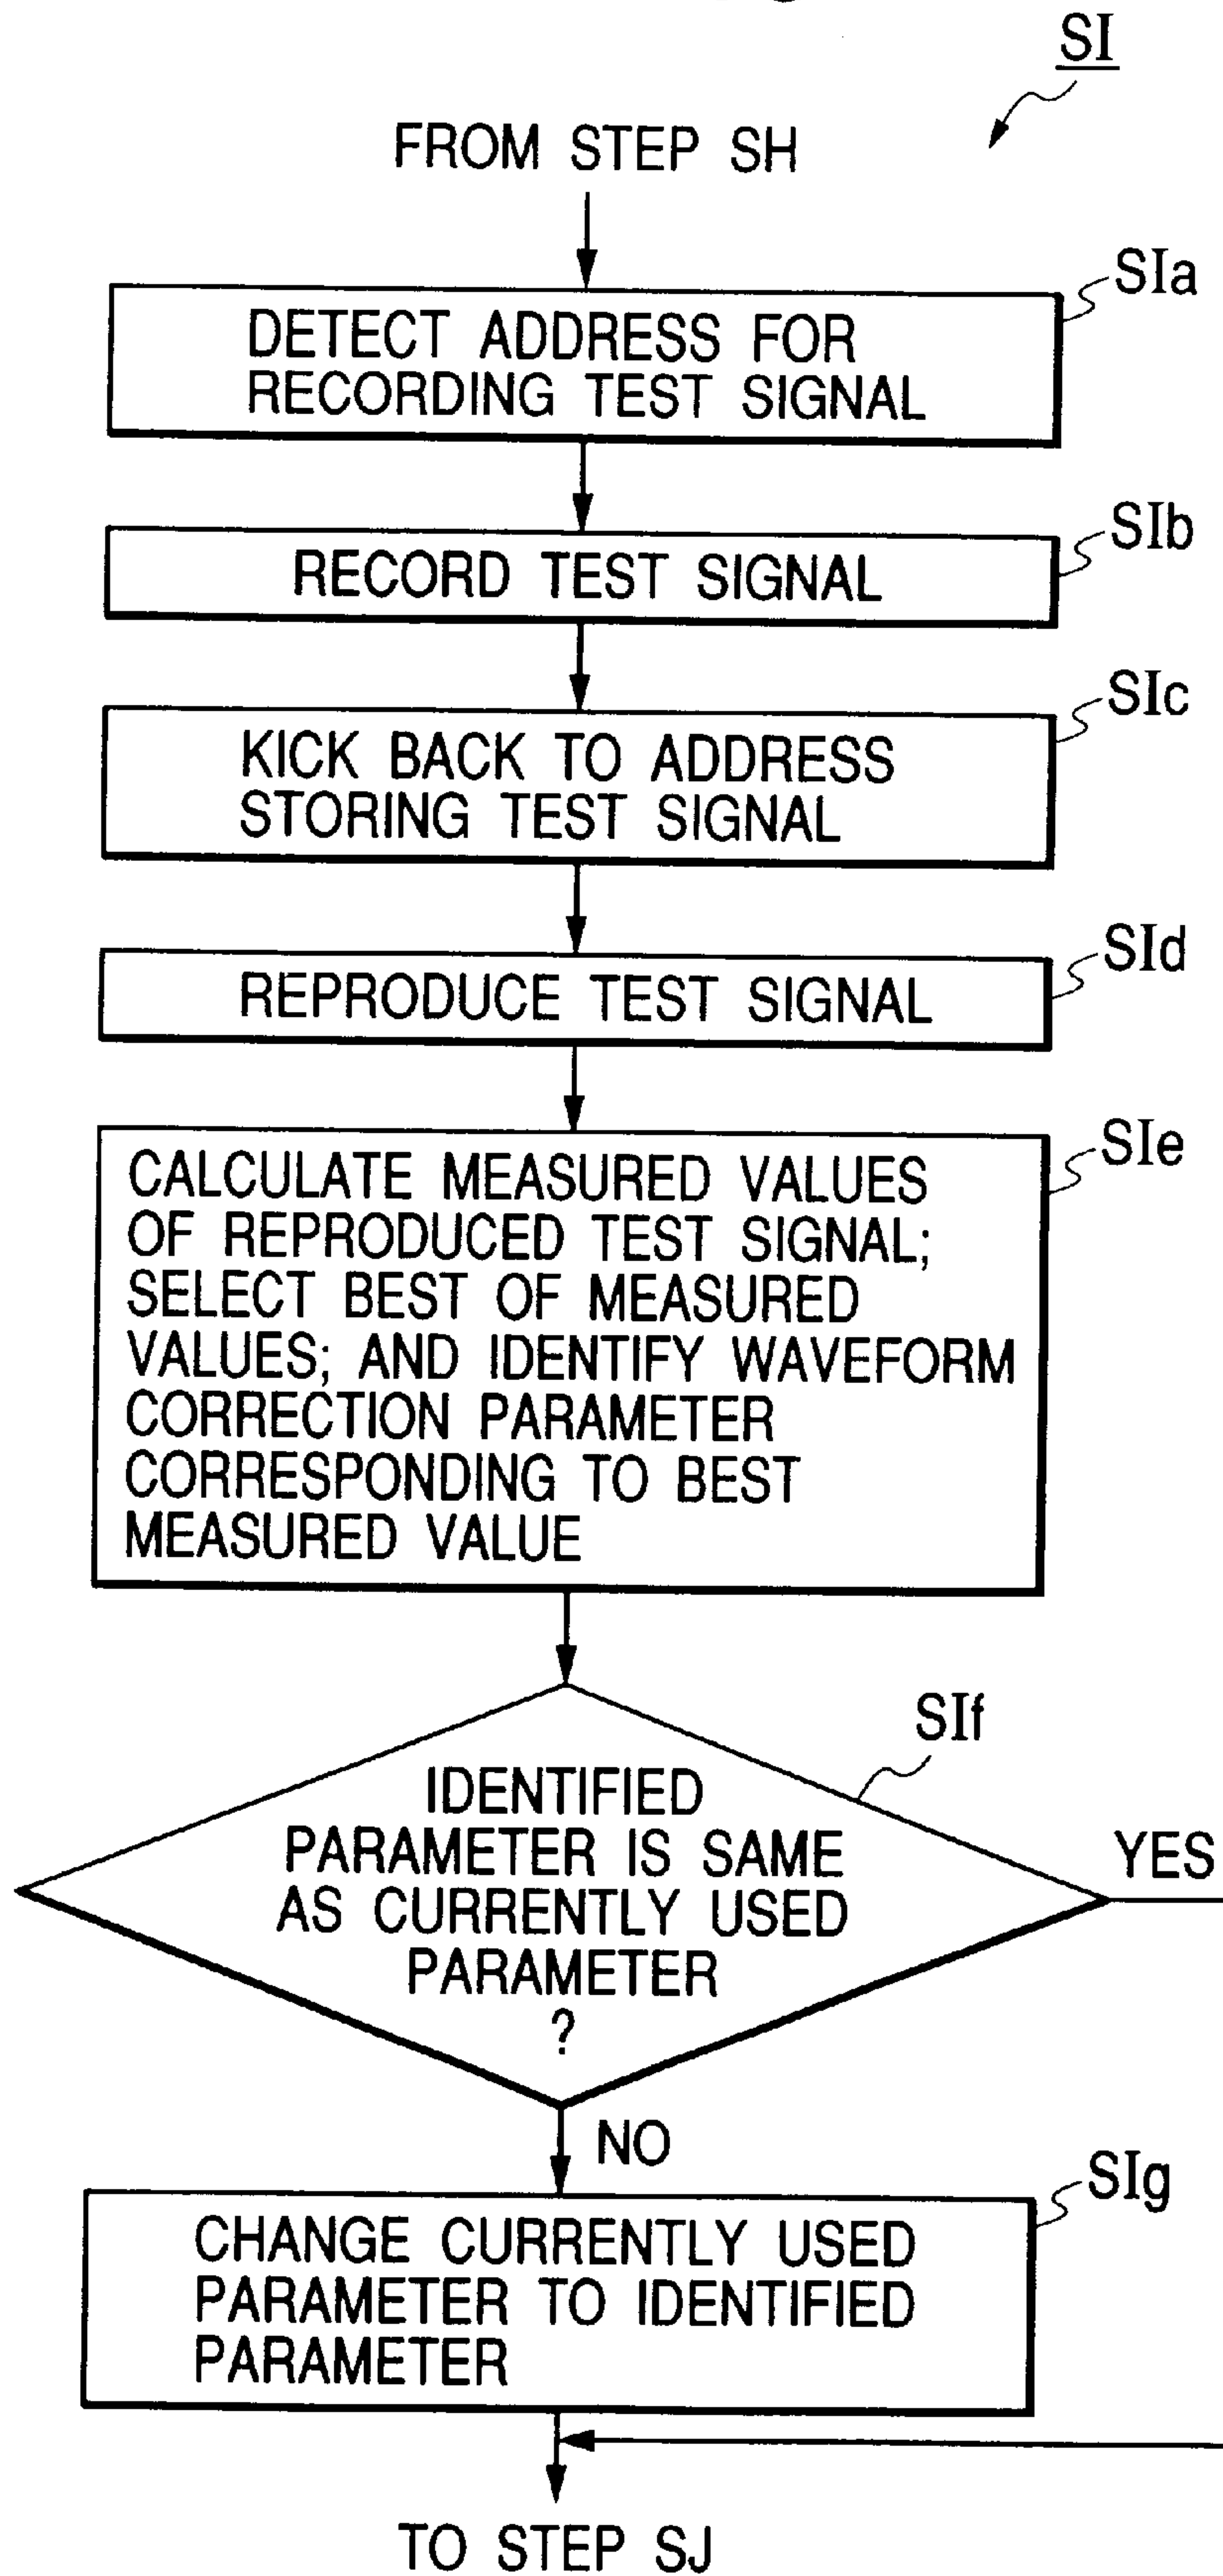 SI
FROM STEP SH
SIa
DETECT ADDRESS FOR
RECORDING TEST SIGNAL
SIb
RECORD TEST SIGNAL
SIc
KICK BACK TO ADDRESS
STORING TEST SIGNAL
SId
REPRODUCE TEST SIGNAL
SIe
CALCULATE MEASURED VALUES
OF REPRODUCED TEST SIGNAL;
SELECT BEST OF MEASURED
VALUES; AND IDENTIFY WAVEFORM
CORRECTION PARAMETER
CORRESPONDING TO BEST
MEASURED VALUE
SIf
IDENTIFIED
PARAMETER IS SAME
AS CURRENTLY USED
PARAMETER
?
YES
NO
SIg
CHANGE CURRENTLY USED
PARAMETER TO IDENTIFIED
PARAMETER
TO STEP SJ